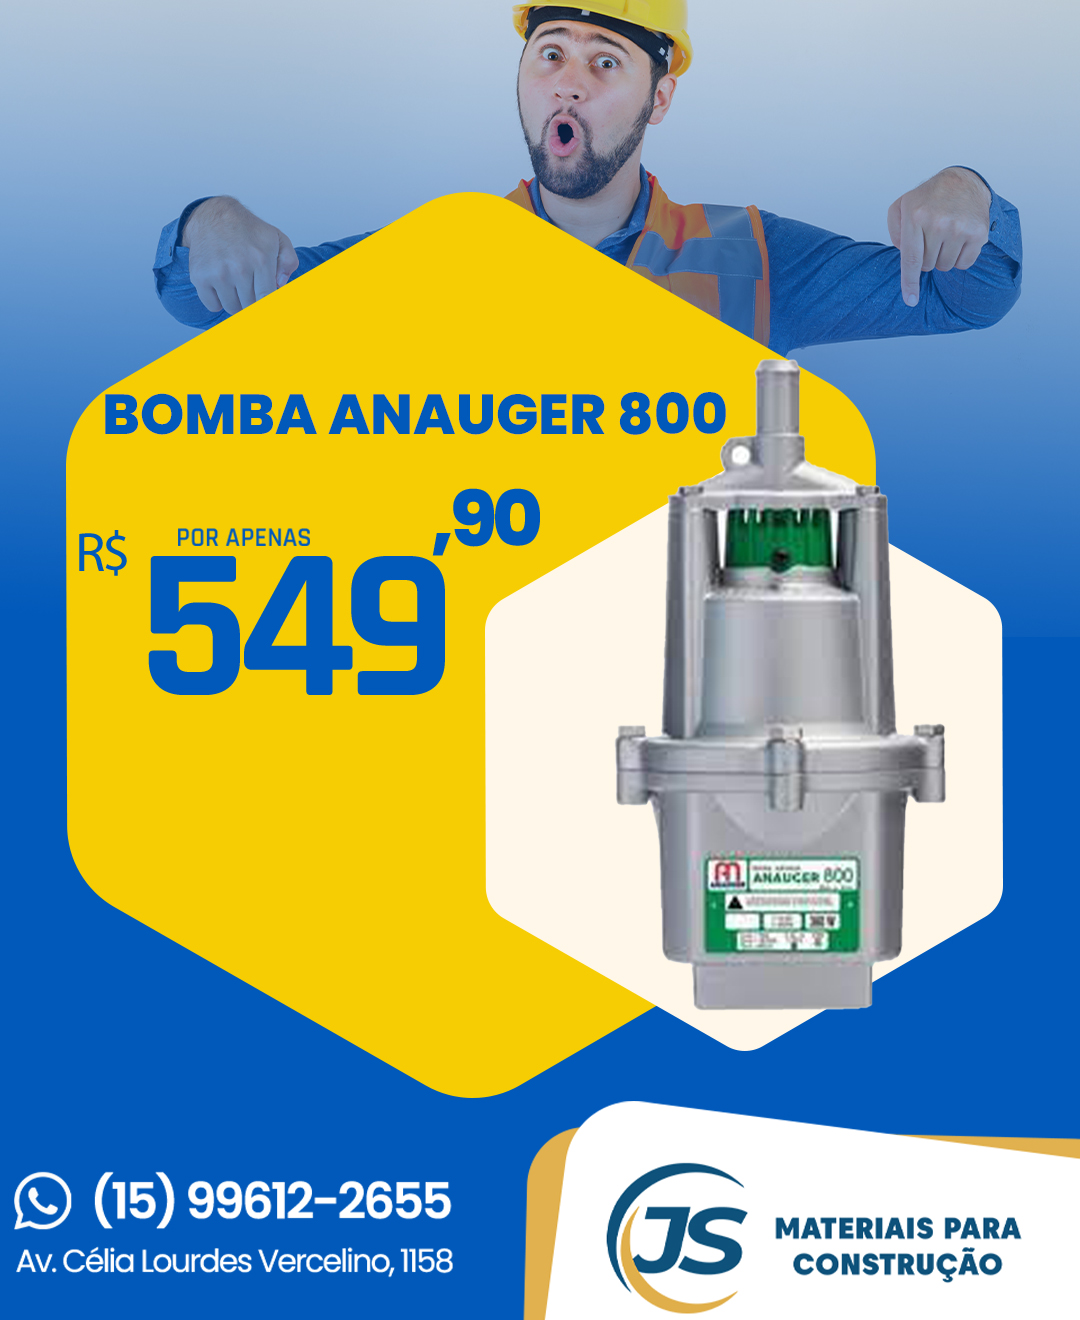 BOMBA ANAUGER 800
POR APENAS
R$ 549,90
ANAUGER
ANAUGER 800
(15) 99612-2655
Av. Célia Lourdes Vercelino, 1158
JS
MATERIAIS PARA
CONSTRUÇÃO